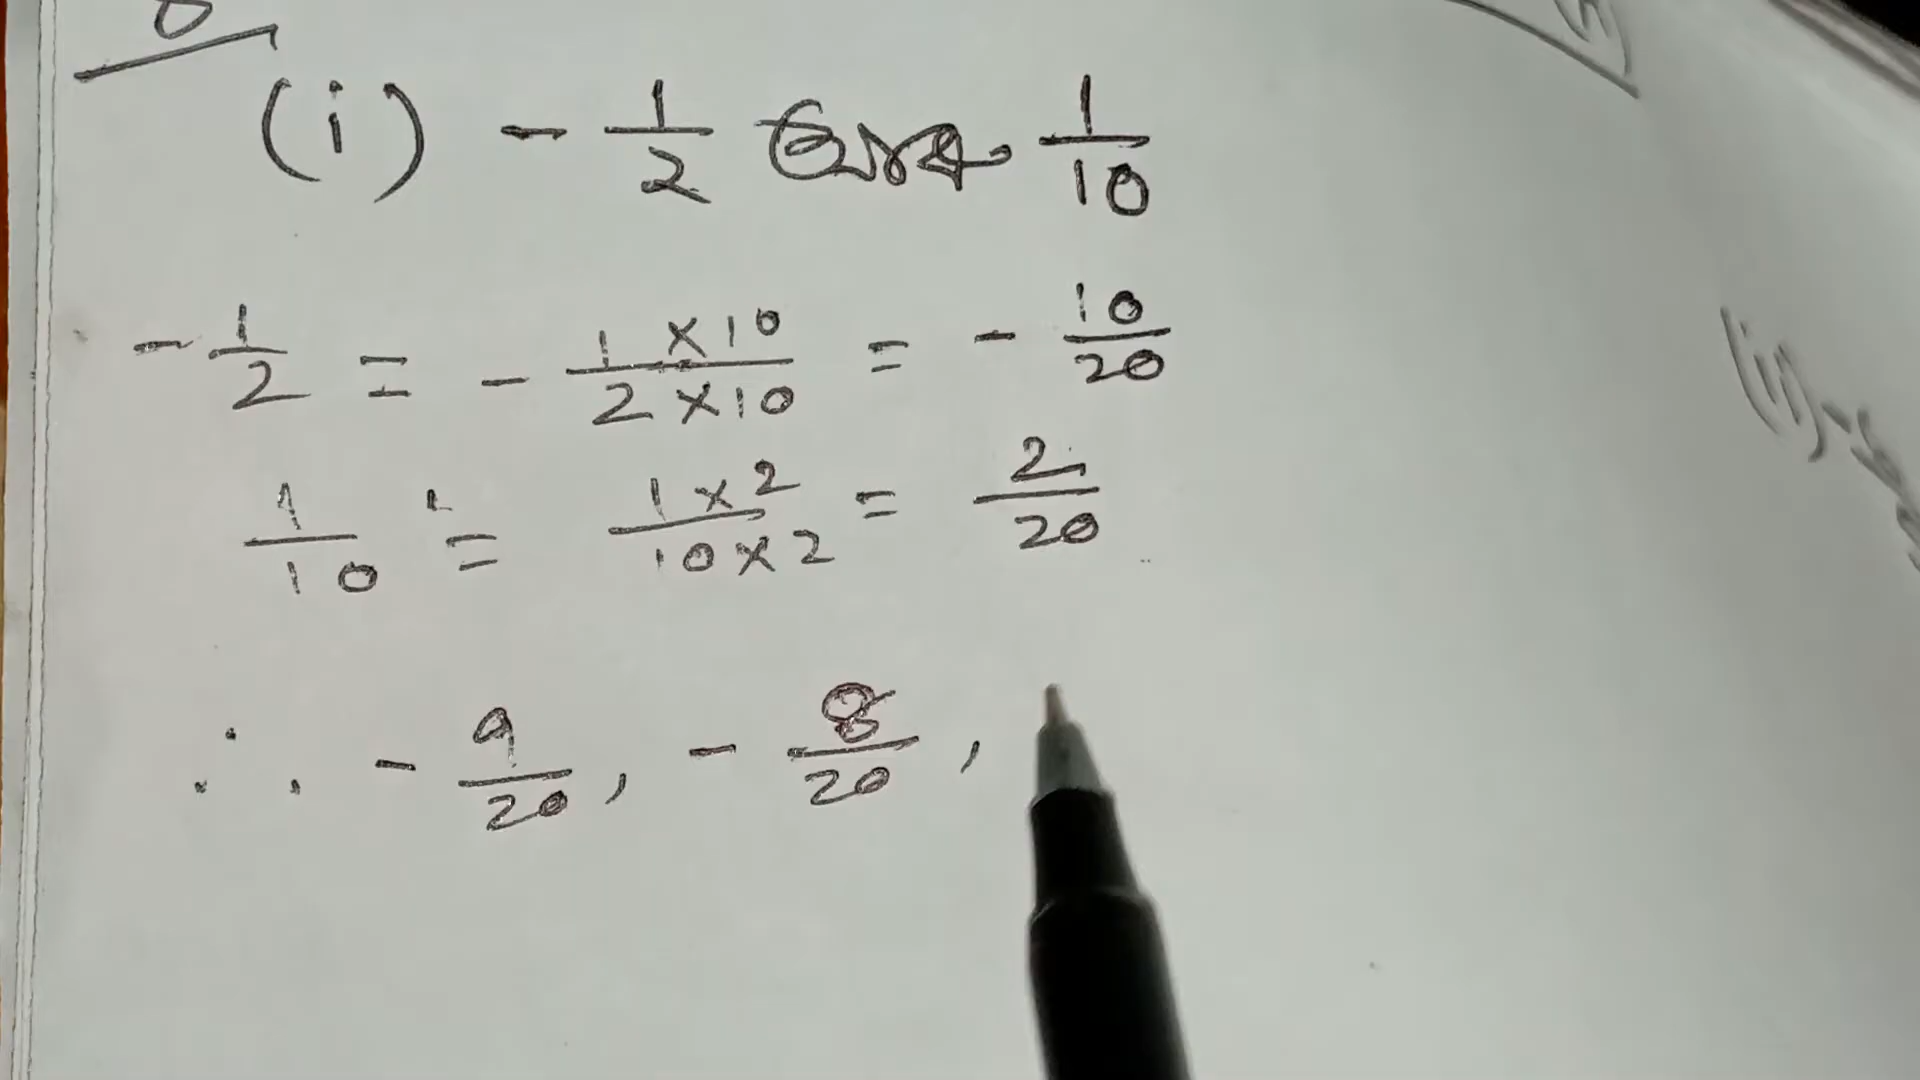 (i) - 1/2 আৰু 1/10
- 1/2 = - 1×10/2×10 = - 10/20
1/10 = 1×2/10×2 = 2/20
∴ - 9/20, - 8/20,